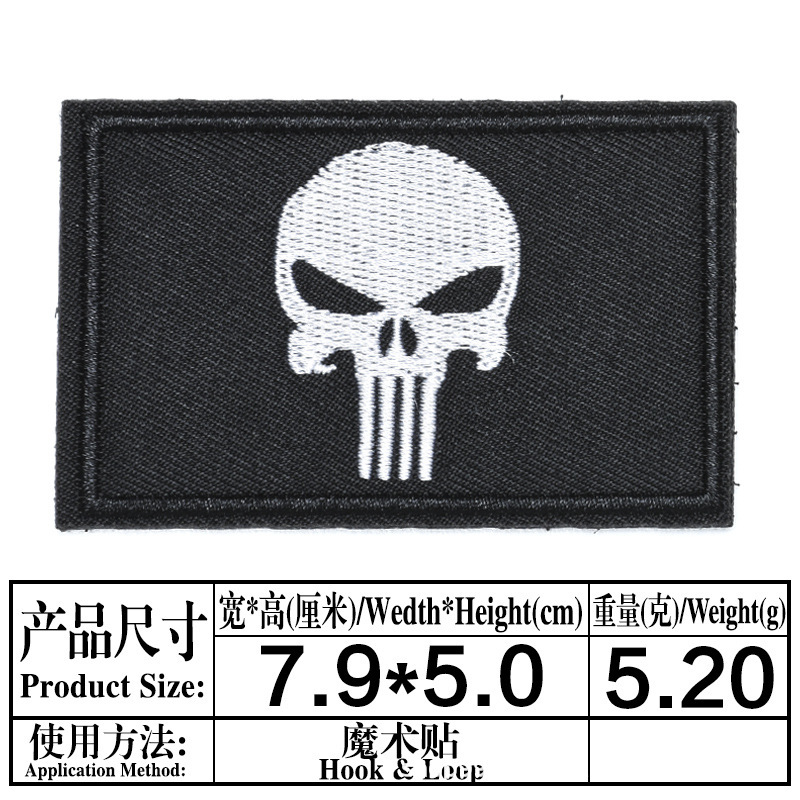 产品尺寸
Product Size:
宽*高(厘米)/Wedth*Height(cm)
7.9*5.0
重量(克)/Weight(g)
5.20
使用方法:
Application Method:
魔术贴
Hook & Loop